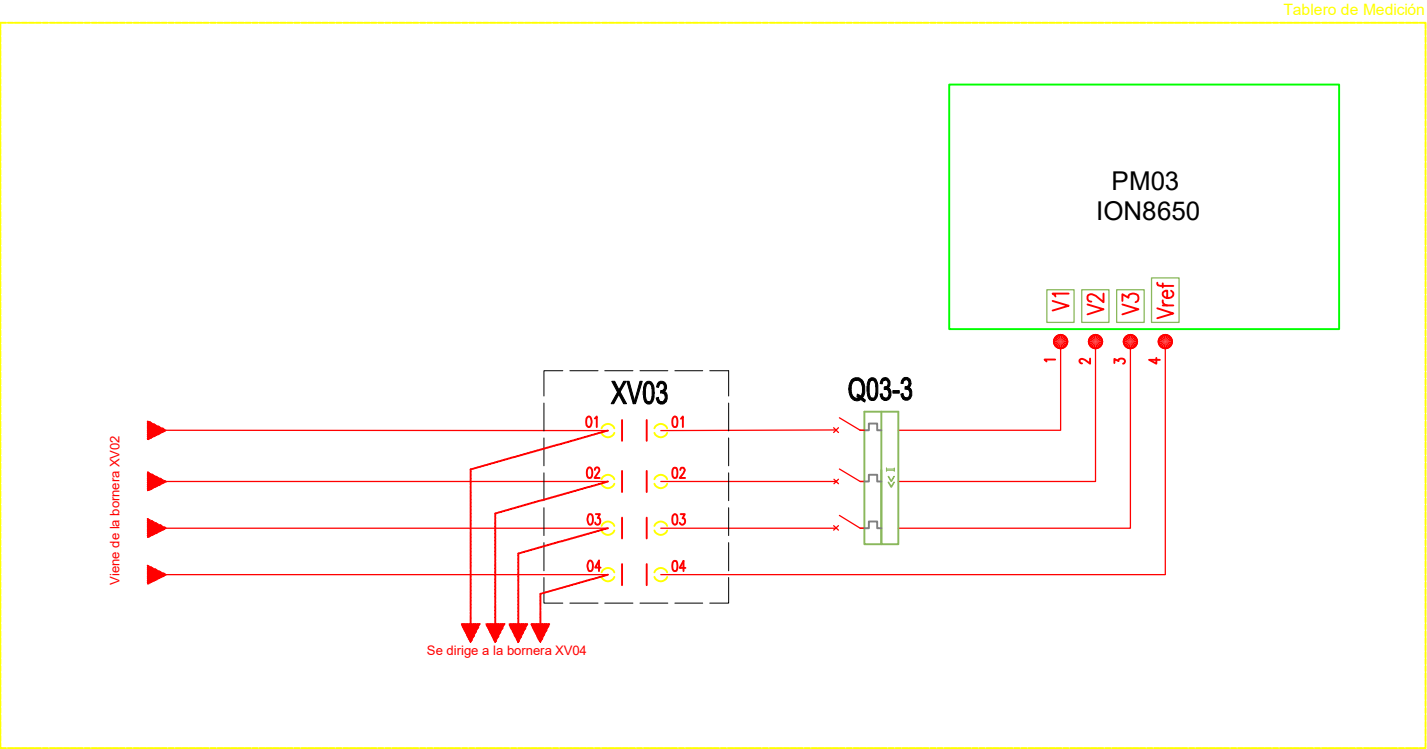 Tablero de Medición
PM03
ION8650
V1
V2
V3
Vref
1
2
3
4
XV03
Q03-3
01
01
02
02
03
03
04
04
I
>>
Viene de la bornera XV02
Se dirige a la bornera XV04